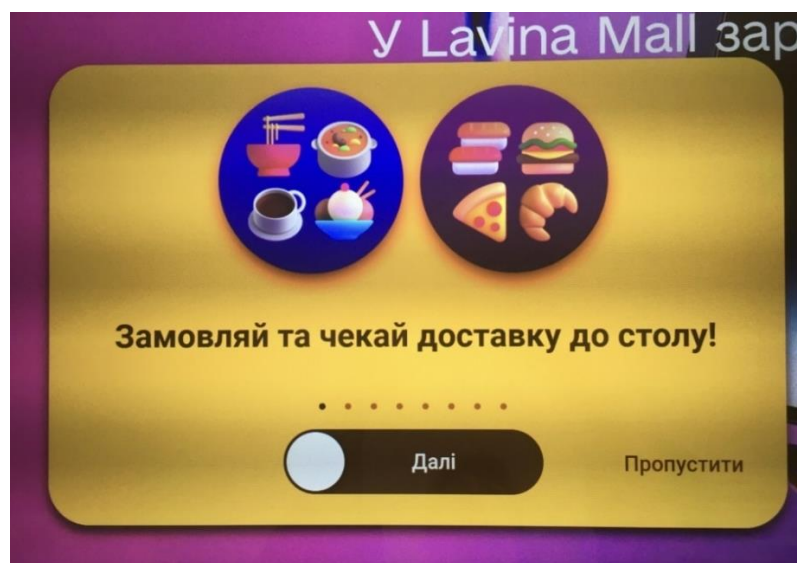 У Lavina Mall зар
Замовляй та чекай доставку до столу!
Далі
Пропустити